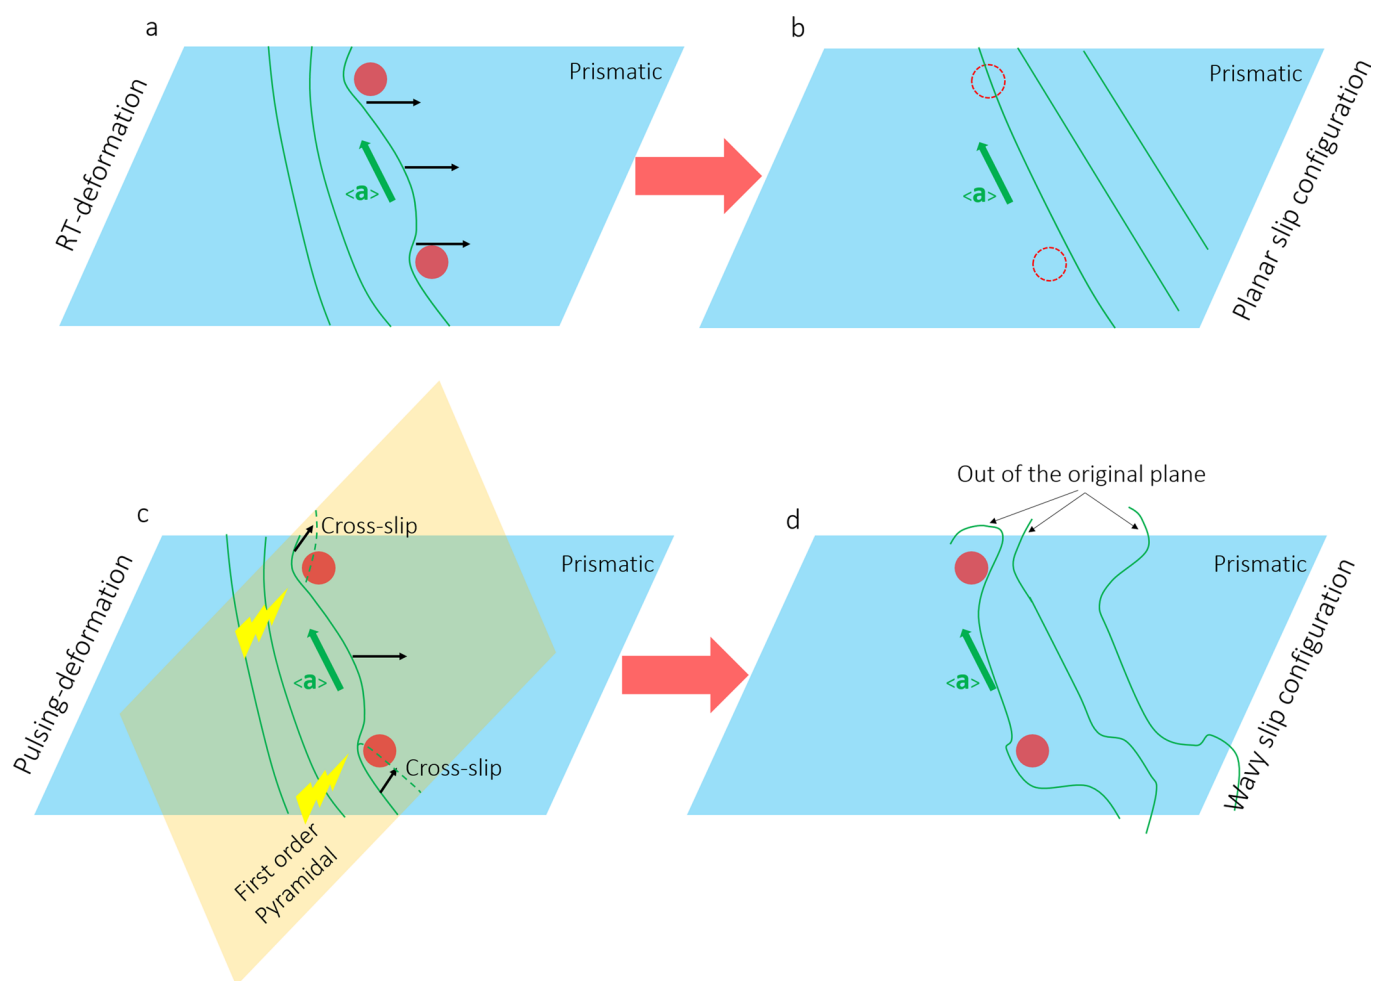 a
RT-deformation
Prismatic
<a>
b
Prismatic
<a>
Planar slip configuration
c
Pulsing-deformation
Cross-slip
Prismatic
<a>
Cross-slip
First order
Pyramidal
Out of the original plane
d
Prismatic
<a>
Wavy slip configuration